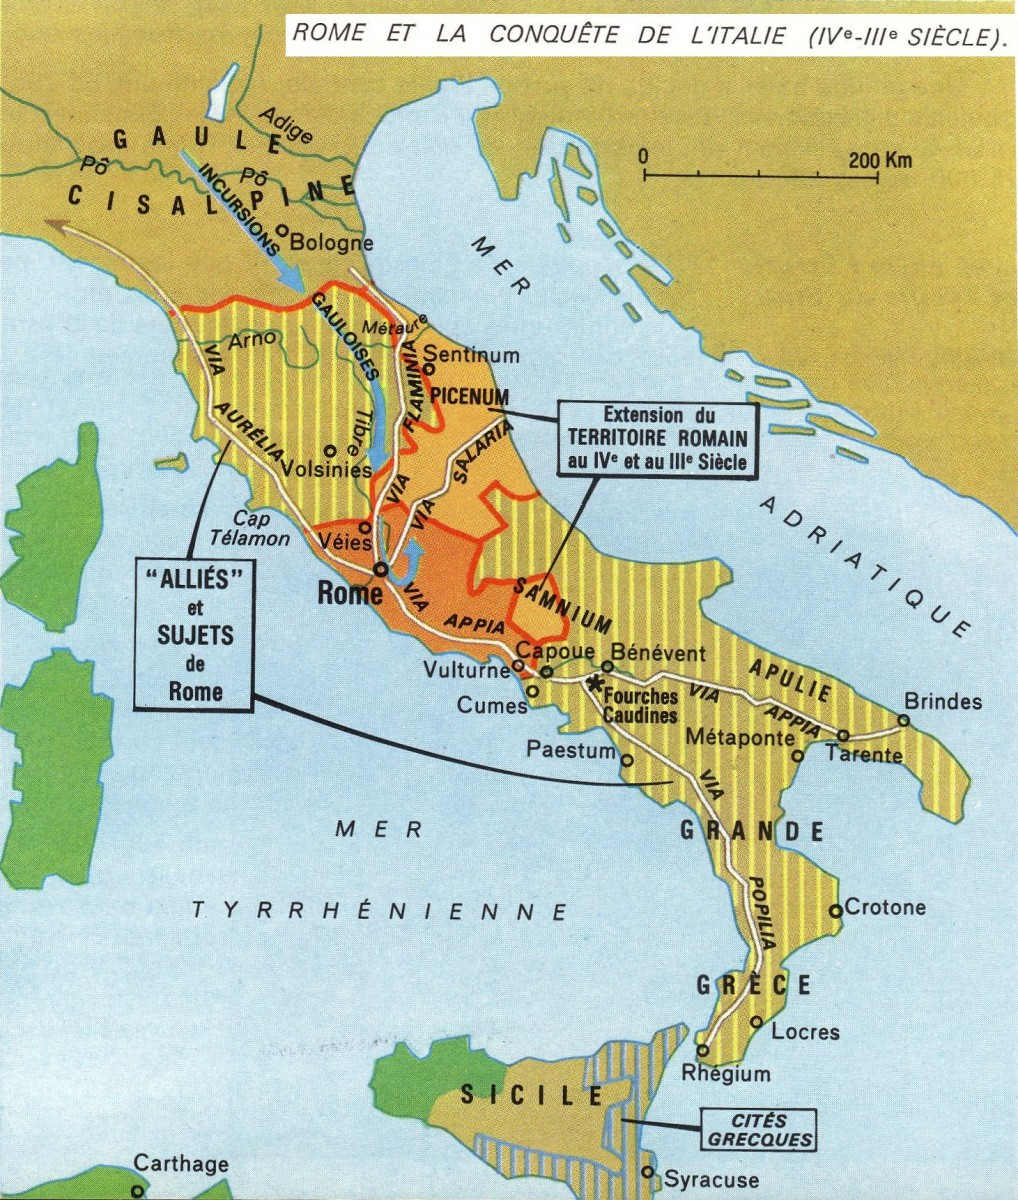 ROME ET LA CONQUÊTE DE L'ITALIE (IVe-IIIe SIÈCLE).
0 200 Km
Adige
GAULE
Pô
Pô
CISALPINE
INCURSIONS
GAULOISES
Bologne
MER
ADRIATIQUE
Arno
Méraure
Sentinum
PICENUM
VIA
FLAMINIA
VIA
AURÉLIA
Tibre
Volsinies
VIA
SALARIA
Extension du
TERRITOIRE ROMAIN
au IVe et au IIIe Siècle
Cap
Télamon
Véies
Rome
"ALLIÉS"
et
SUJETS
de
Rome
VIA
APPIA
SAMNIUM
Capoue
Bénévent
Vulturne
Cumes
Fourches
Caudines
VIA
APPIA
APULIE
Brindes
Paestum
Métaponte
Tarente
VIA
POPILIA
MER
TYRRHÉNIENNE
GRANDE
GRÈCE
Crotone
Locres
Rhégium
SICILE
CITÉS
GRECQUES
Carthage
Syracuse